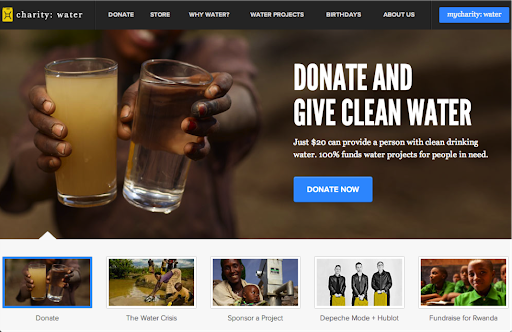 charity: water
DONATE
STORE
WHY WATER?
WATER PROJECTS
BIRTHDAYS
ABOUT US
mycharity: water
DONATE AND
GIVE CLEAN WATER
Just $20 can provide a person with clean drinking
water. 100% funds water projects for people in need.
DONATE NOW
Donate
The Water Crisis
Sponsor a Project
Depeche Mode + Hublot
Fundraise for Rwanda